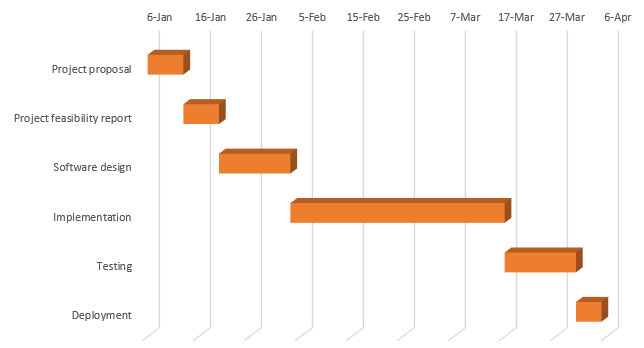 6-Jan 16-Jan 26-Jan 5-Feb 15-Feb 25-Feb 7-Mar 17-Mar 27-Mar 6-Apr
Project proposal
Project feasibility report
Software design
Implementation
Testing
Deployment